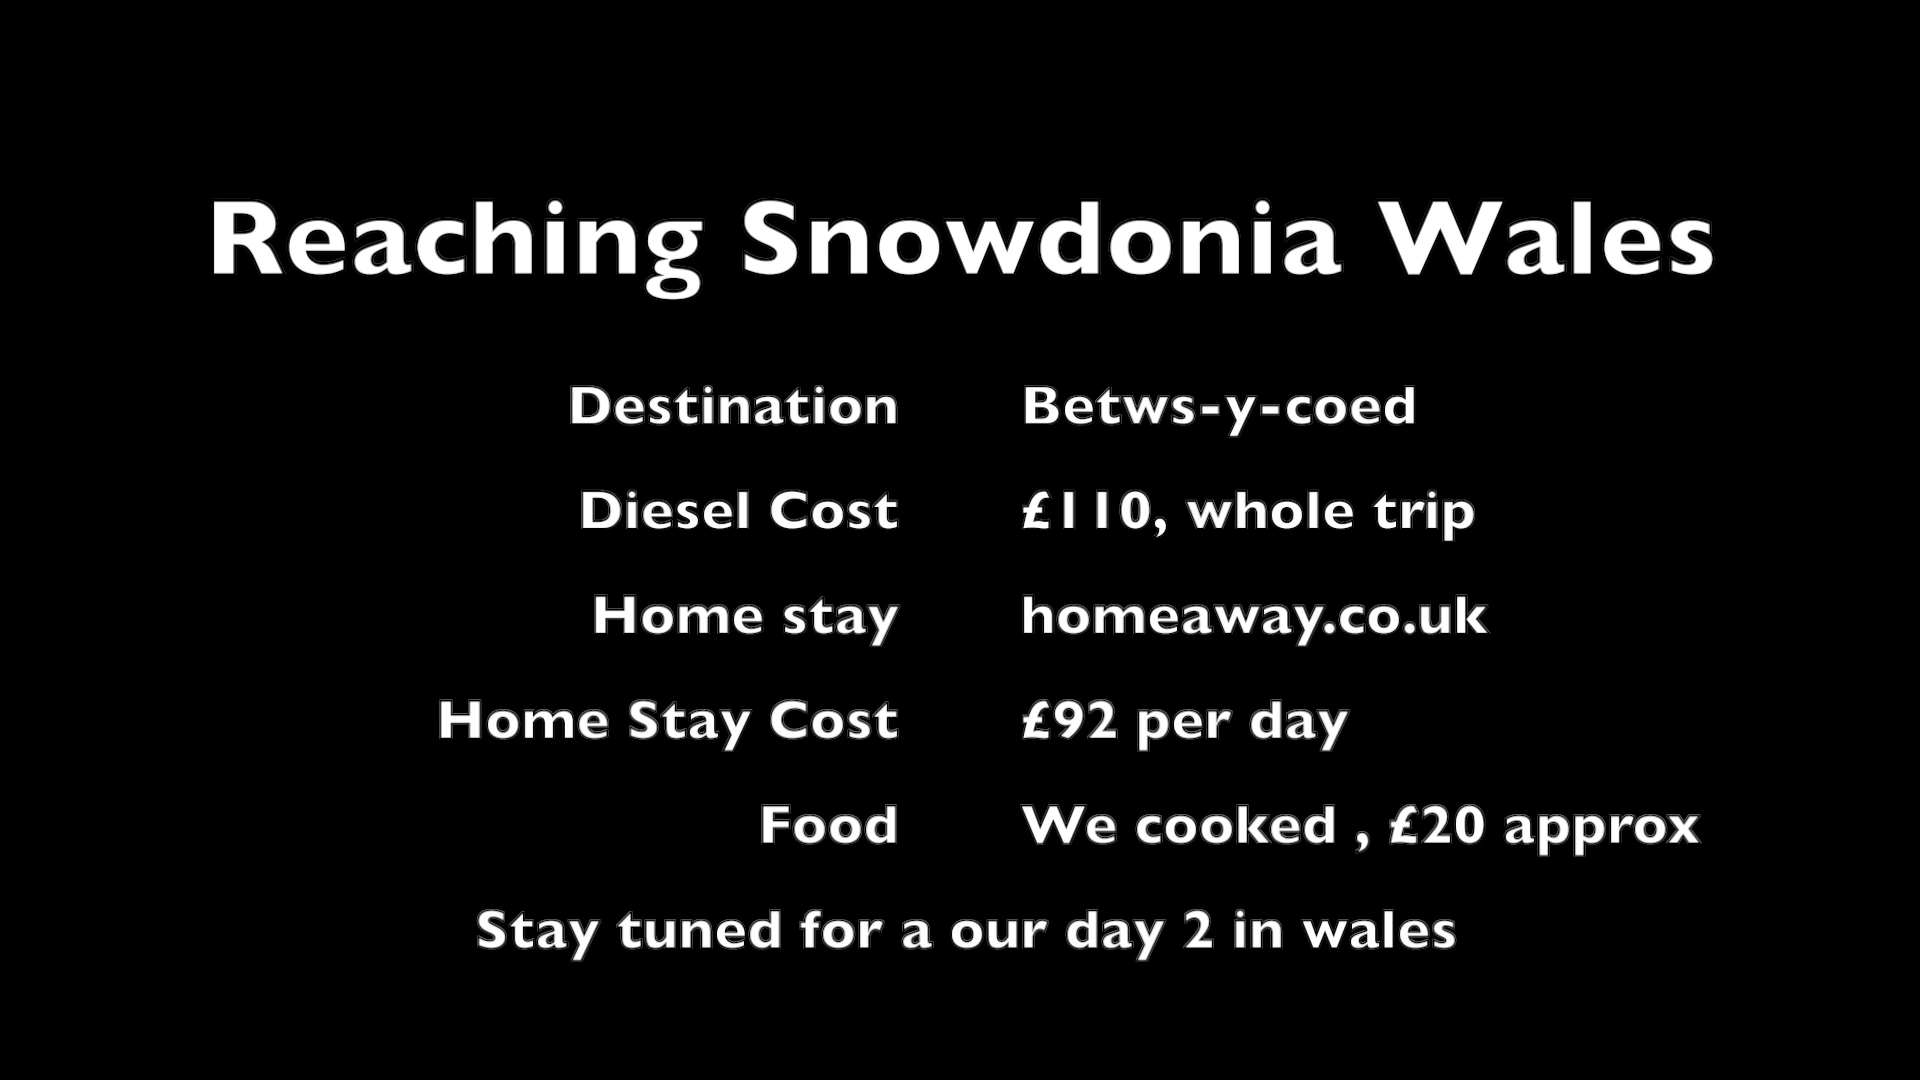 Reaching Snowdonia Wales
Destination Betws-y-coed
Diesel Cost £110, whole trip
Home stay homeaway.co.uk
Home Stay Cost £92 per day
Food We cooked , £20 approx
Stay tuned for a our day 2 in wales